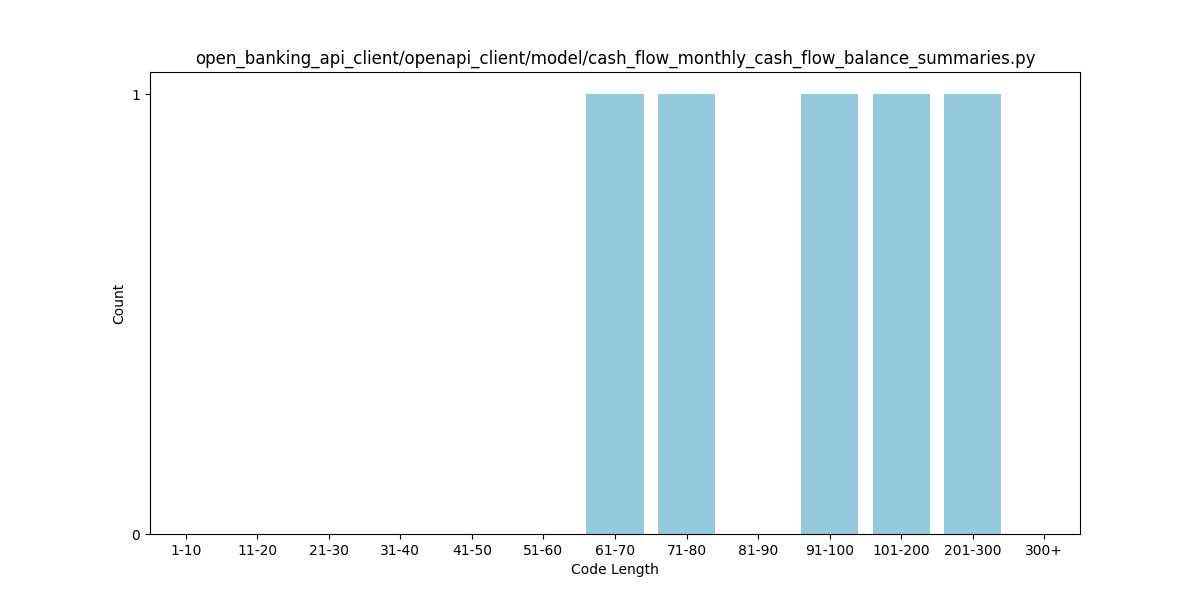 open_banking_api_client/openapi_client/model/cash_flow_monthly_cash_flow_balance_summaries.py
1
Count
0
1-10 11-20 21-30 31-40 41-50 51-60 61-70 71-80 81-90 91-100 101-200 201-300 300+
Code Length